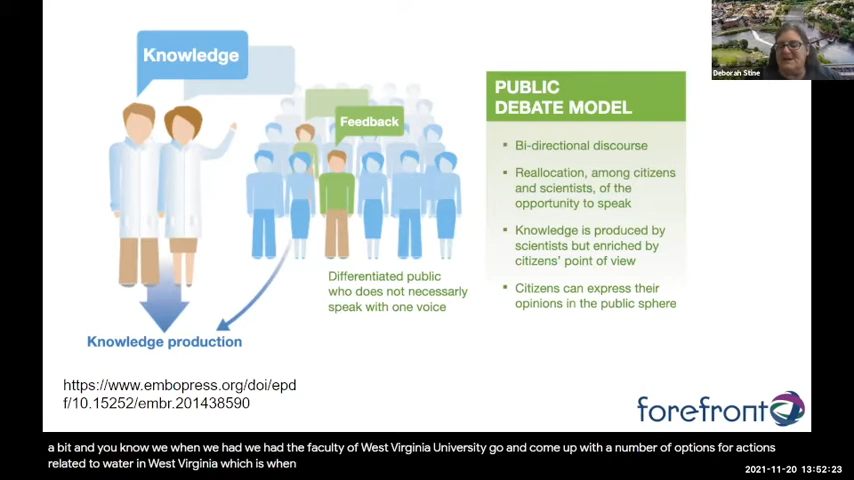 Deborah Stine
Knowledge
Feedback
Differentiated public
who does not necessarly
speak with one voice
Knowledge production
PUBLIC
DEBATE MODEL
Bi-directional discourse
Reallocation, among citizens
and scientists, of the
opportunity to speak
Knowledge is produced by
scientists but enriched by
citizens' point of view
Citizens can express their
opinions in the public sphere
https://www.embopress.org/doi/epd
f/10.15252/embr.201438590
forefront
a bit and you know we when we had we had the faculty of West Virginia University go and come up with a number of options for actions
related to water in West Virginia which is when
2021-11-20 13:52:23